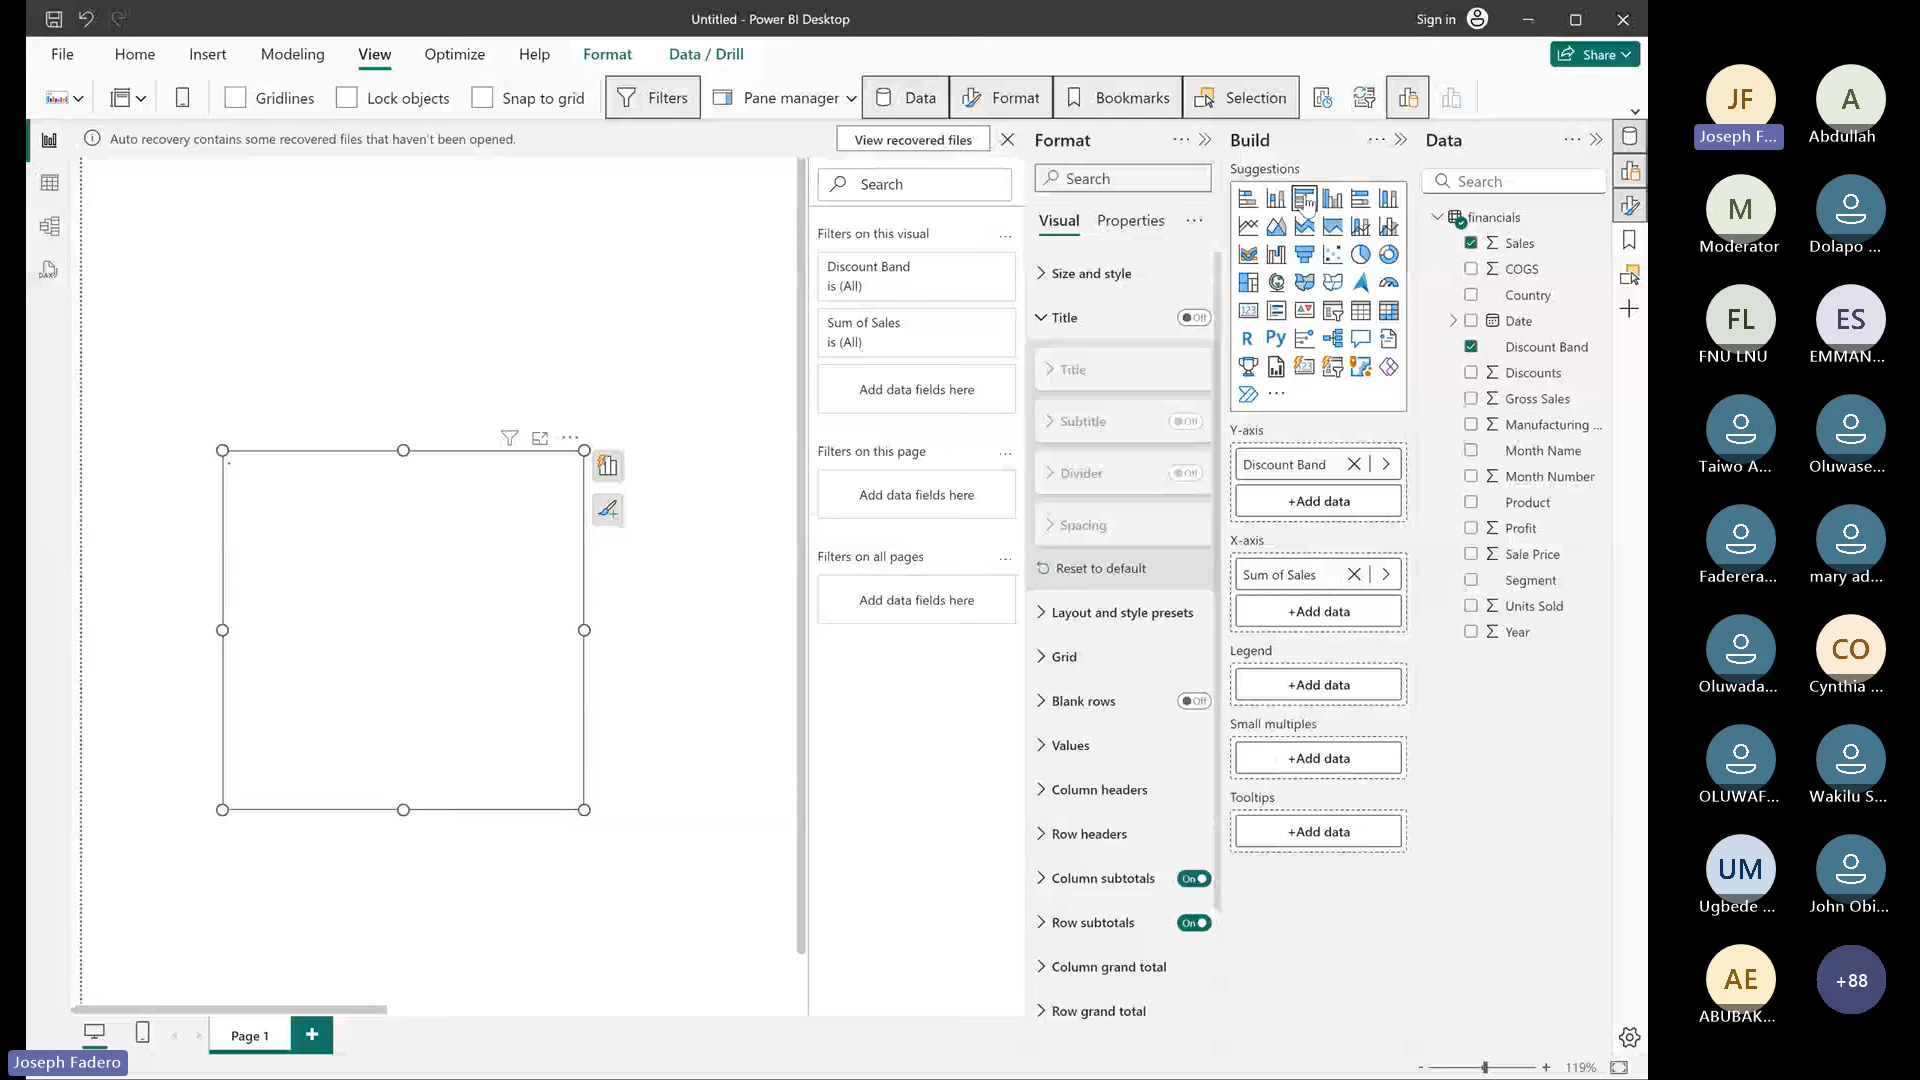 Untitled - Power BI Desktop
Sign in
File
Home
Insert
Modeling
View
Optimize
Help
Format
Data / Drill
Share
Gridlines
Lock objects
Snap to grid
Filters
Pane manager
Data
Format
Bookmarks
Selection
Auto recovery contains some recovered files that haven't been opened.
View recovered files
Search
Filters on this visual
Discount Band
is (All)
Sum of Sales
is (All)
Add data fields here
Filters on this page
Add data fields here
Filters on all pages
Add data fields here
Format
Search
Visual
Properties
Size and style
Title
Off
Title
Subtitle
Off
Divider
Off
Spacing
Reset to default
Layout and style presets
Grid
Blank rows
Off
Values
Column headers
Row headers
Column subtotals
On
Row subtotals
On
Column grand total
Row grand total
Build
Suggestions
123
R
Py
Y-axis
Discount Band
+Add data
X-axis
Sum of Sales
+Add data
Legend
+Add data
Small multiples
+Add data
Tooltips
+Add data
Data
Search
financials
Sales
COGS
Country
Date
Discount Band
Discounts
Gross Sales
Manufacturing ...
Month Name
Month Number
Product
Profit
Sale Price
Segment
Units Sold
Year
DAX
Page 1
119%
Joseph Fadero
JF
Joseph F...
A
Abdullah
M
Moderator
Dolapo ...
FL
FNU LNU
ES
EMMAN...
Taiwo A...
Oluwase...
Faderera...
mary ad...
Oluwada...
CO
Cynthia ...
OLUWAF...
Wakilu S...
UM
Ugbede ...
John Obi...
AE
ABUBAK...
+88